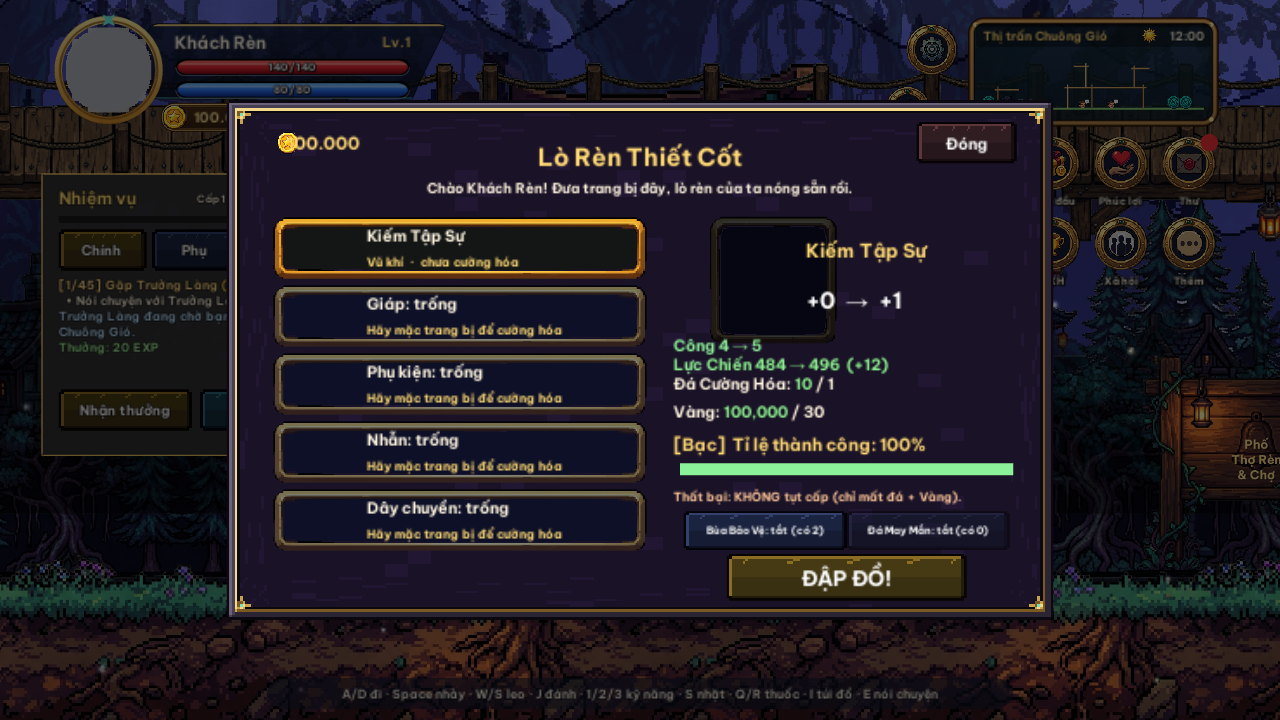 Khách Rèn
Lv.1
140/140
80/80
100.
Thị trấn Chuông Gió
12:00
00.000
Lò Rèn Thiết Cốt
Đóng
Chào Khách Rèn! Đưa trang bị đây, lò rèn của ta nóng sẵn rồi.
Nhiệm vụ
Cấp 1
Chính
Phụ
[1/45] Gặp Trưởng Làng (
• Nói chuyện với Trưởng L
Trưởng Làng đang chờ bạn
Chuông Gió.
Thưởng: 20 EXP
Nhận thưởng
Kiếm Tập Sự
Vũ khí · chưa cường hóa
Giáp: trống
Hãy mặc trang bị để cường hóa
Phụ kiện: trống
Hãy mặc trang bị để cường hóa
Nhẫn: trống
Hãy mặc trang bị để cường hóa
Dây chuyền: trống
Hãy mặc trang bị để cường hóa
Kiếm Tập Sự
+0 → +1
Công 4 → 5
Lực Chiến 484 → 496 (+12)
Đá Cường Hóa: 10 / 1
Vàng: 100,000 / 30
[Bạc] Tỉ lệ thành công: 100%
Thất bại: KHÔNG tụt cấp (chỉ mất đá + Vàng).
Bùa Bảo Vệ: tắt (có 2)
Đá May Mắn: tắt (có 0)
ĐẬP ĐỒ!
đấu
Phúc lợi
Thư
XH
Xã hội
Thêm
Phố
Thợ Rèn
& Chợ
A/D đi · Space nhảy · W/S leo · J đánh · 1/2/3 kỹ năng · S nhặt · Q/R thuốc · I túi đồ · E nói chuyện